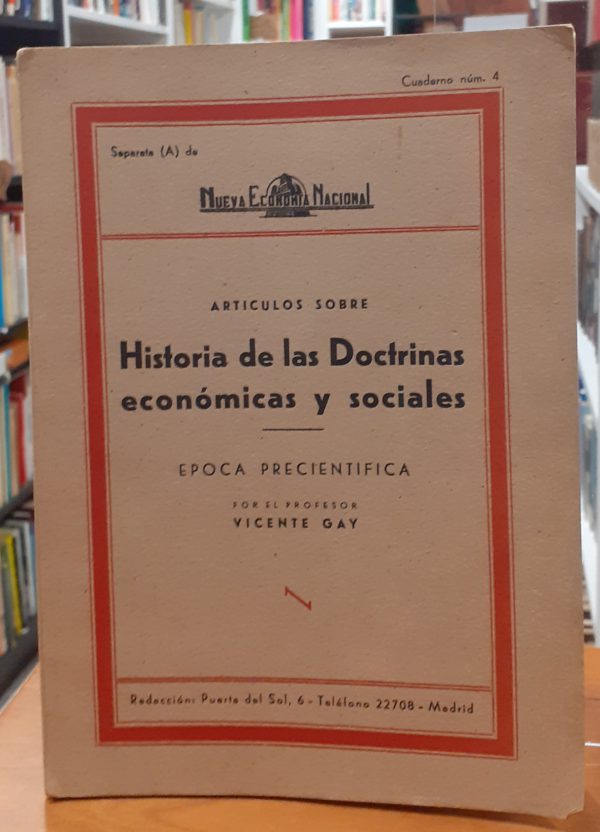 Cuaderno núm. 4
Separata (A) de
NUEVA ECONOMÍA NACIONAL
ARTICULOS SOBRE
Historia de las Doctrinas
económicas y sociales
EPOCA PRECIENTIFICA
POR EL PROFESOR
VICENTE GAY
Redacción: Puerta del Sol, 6 - Teléfono 22708 - Madrid